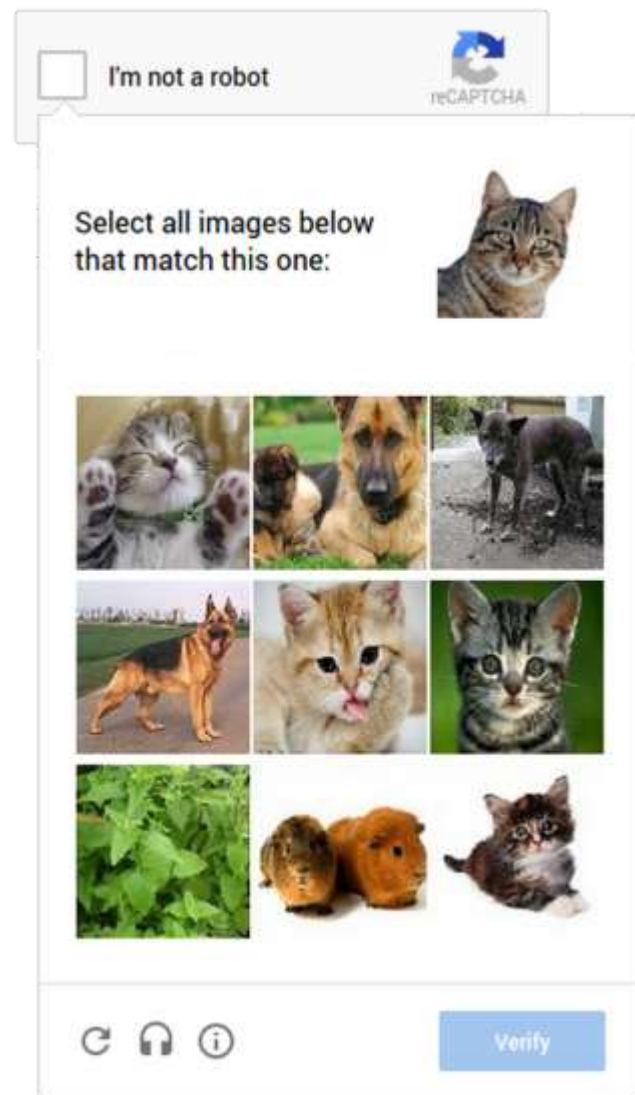 I'm not a robot
reCAPTCHA
Select all images below
that match this one:
Verify